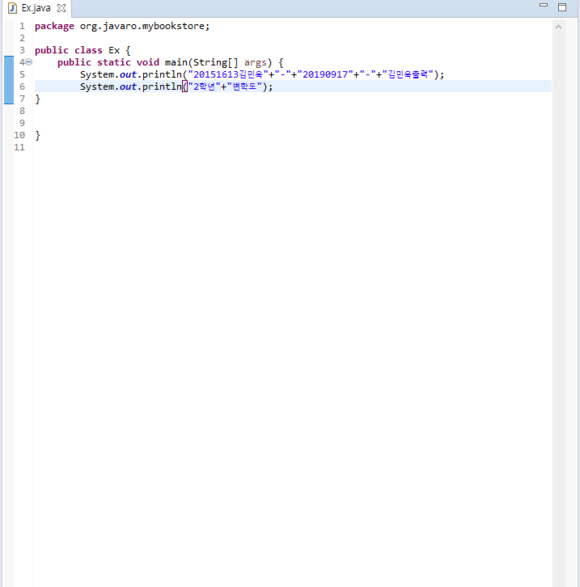 Ex.java
1 package org.javaro.mybookstore;
2
3 public class Ex {
4 public static void main(String[] args) {
5 System.out.println("20151613김민욱"+"-"+"20190917"+"-"+"김민욱출력");
6 System.out.println("2학년"+"변학도");
7 }
8
9
10 }
11